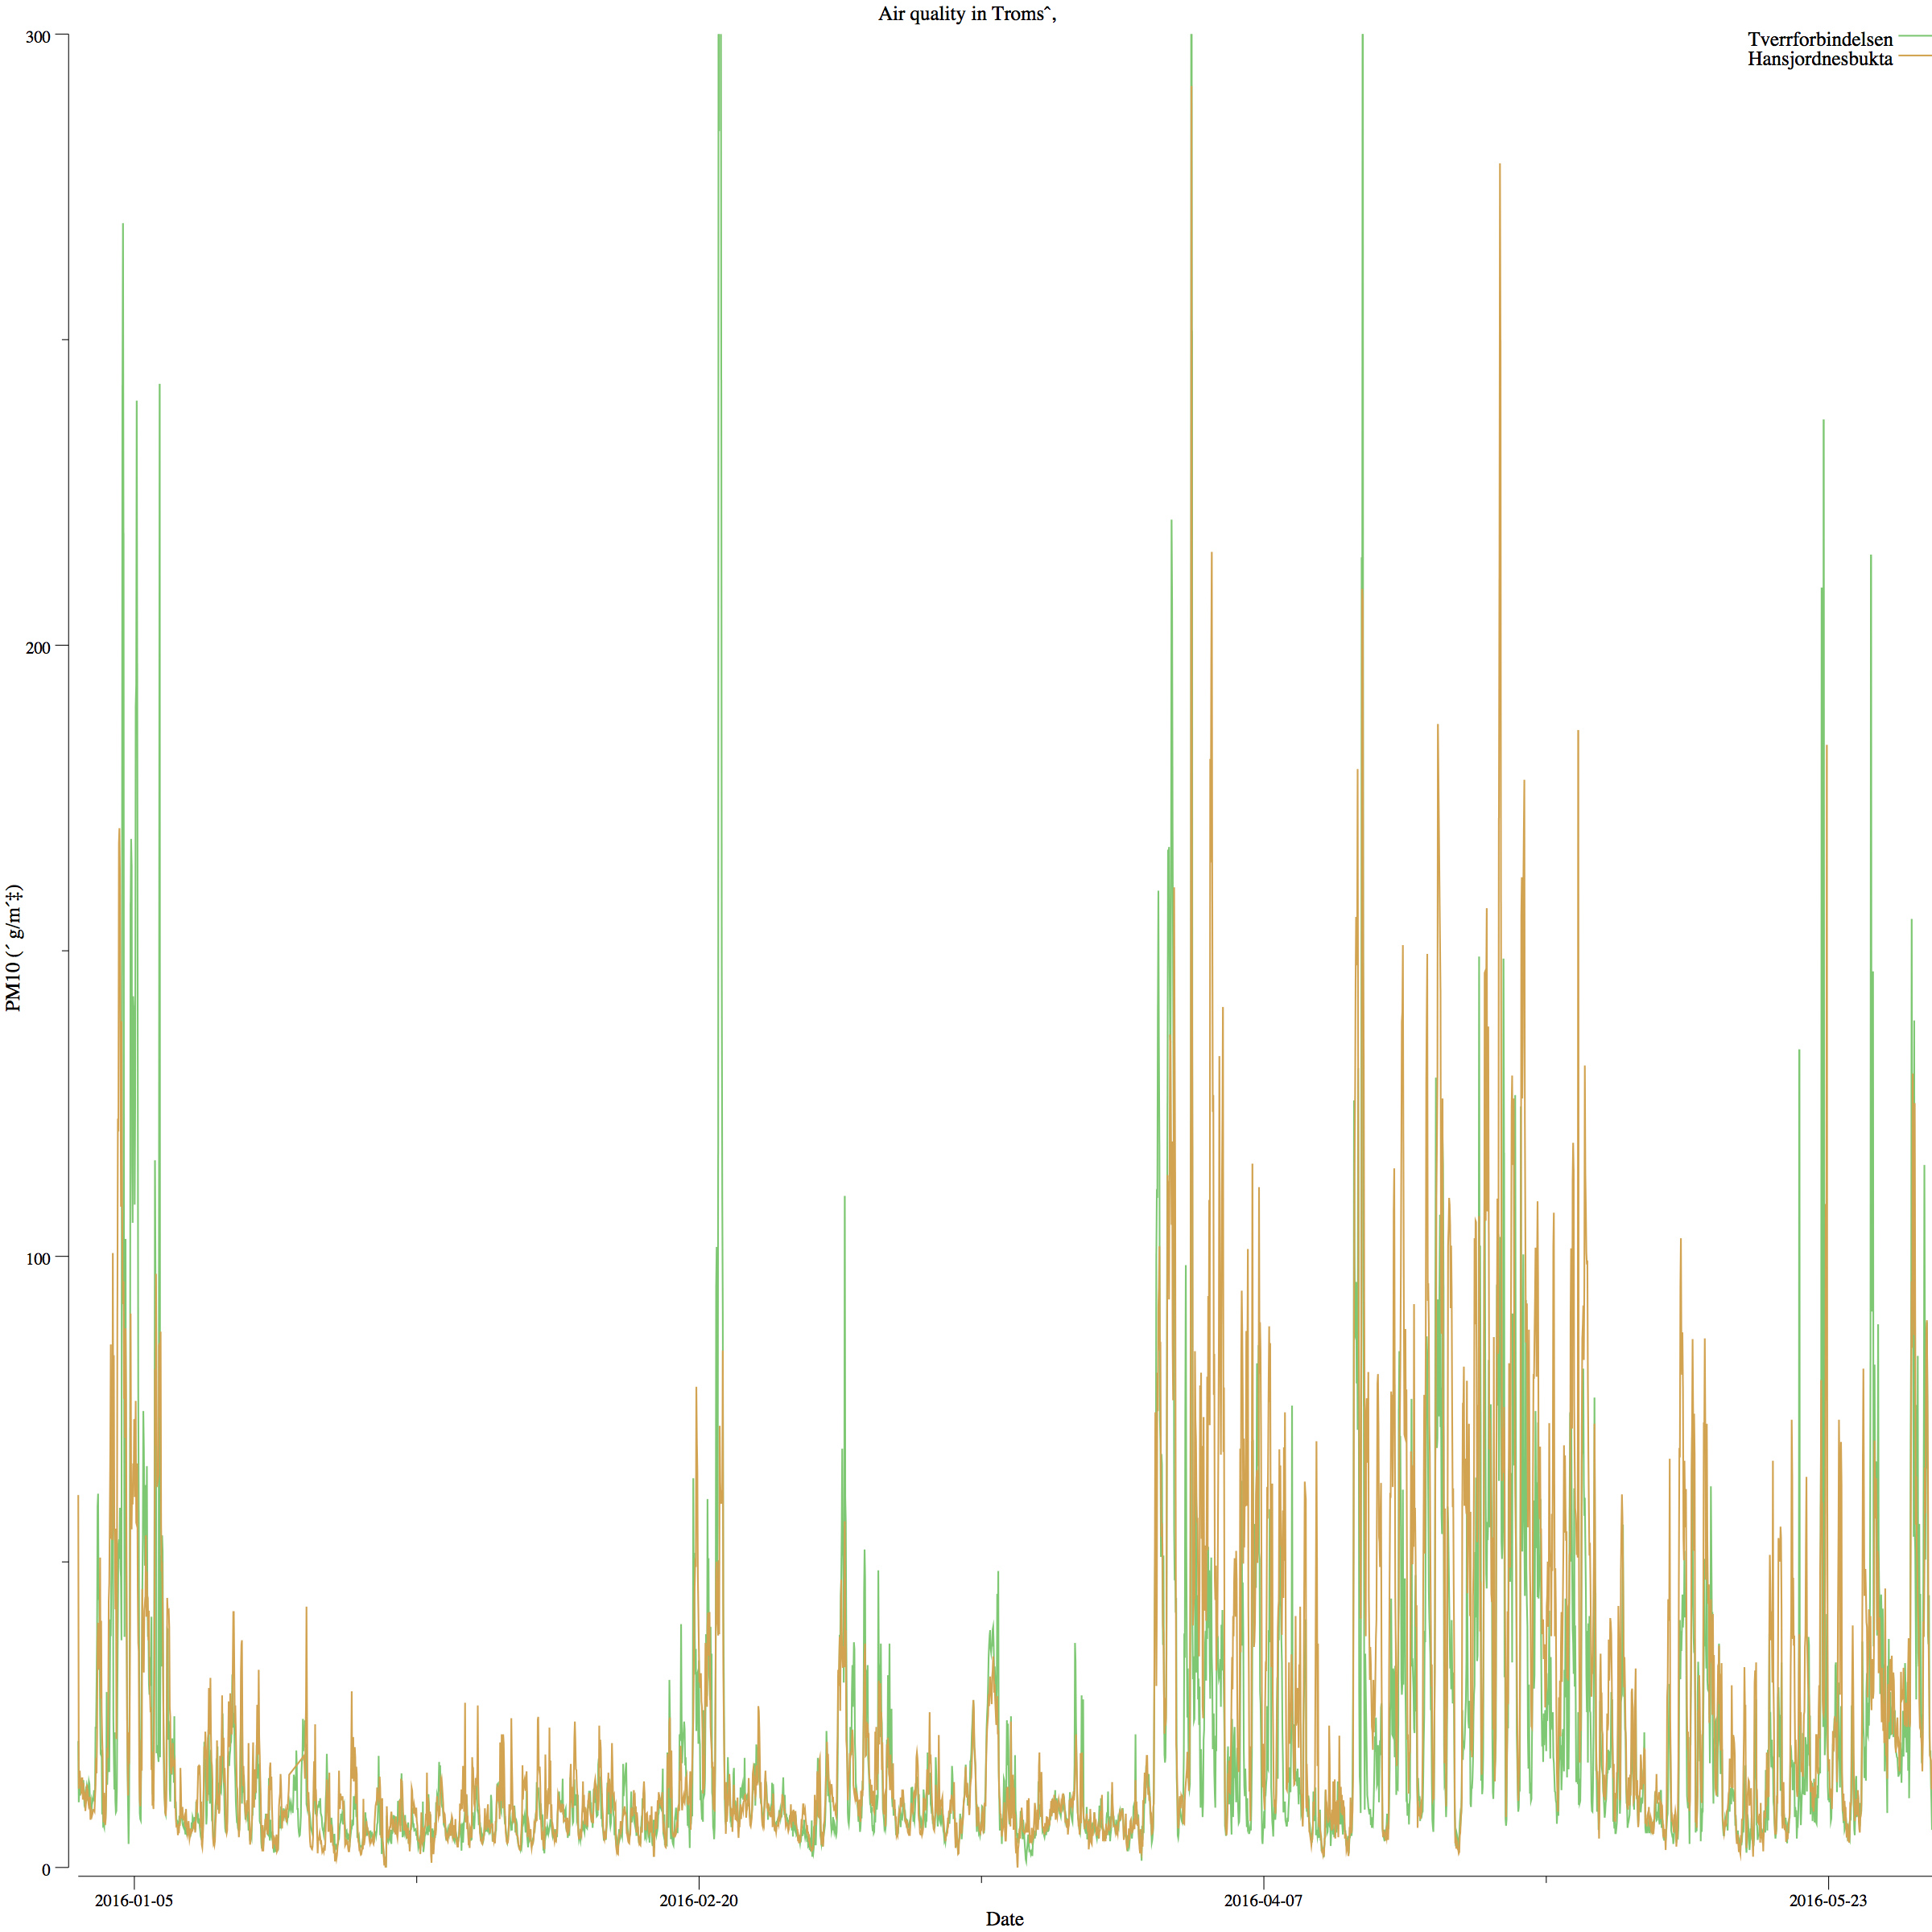 Air quality in Tromsˆ‚
300
Tverrforbindelsen
Hansjordnesbukta
200
PM10 (´ g/m´‡)
100
0
2016-01-05
2016-02-20
2016-04-07
2016-05-23
Date